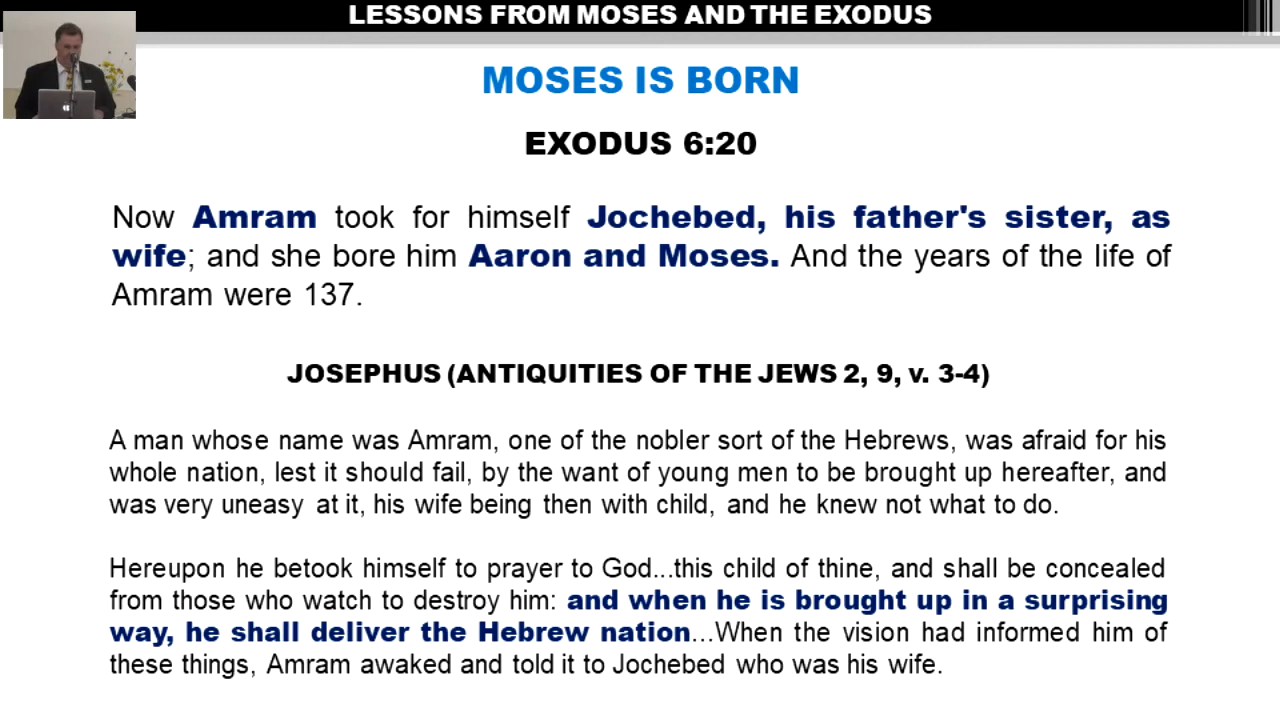 LESSONS FROM MOSES AND THE EXODUS
MOSES IS BORN
EXODUS 6:20
Now Amram took for himself Jochebed, his father's sister, as
wife; and she bore him Aaron and Moses. And the years of the life of
Amram were 137.
JOSEPHUS (ANTIQUITIES OF THE JEWS 2, 9, v. 3-4)
A man whose name was Amram, one of the nobler sort of the Hebrews, was afraid for his
whole nation, lest it should fail, by the want of young men to be brought up hereafter, and
was very uneasy at it, his wife being then with child, and he knew not what to do.
Hereupon he betook himself to prayer to God...this child of thine, and shall be concealed
from those who watch to destroy him: and when he is brought up in a surprising
way, he shall deliver the Hebrew nation...When the vision had informed him of
these things, Amram awaked and told it to Jochebed who was his wife.